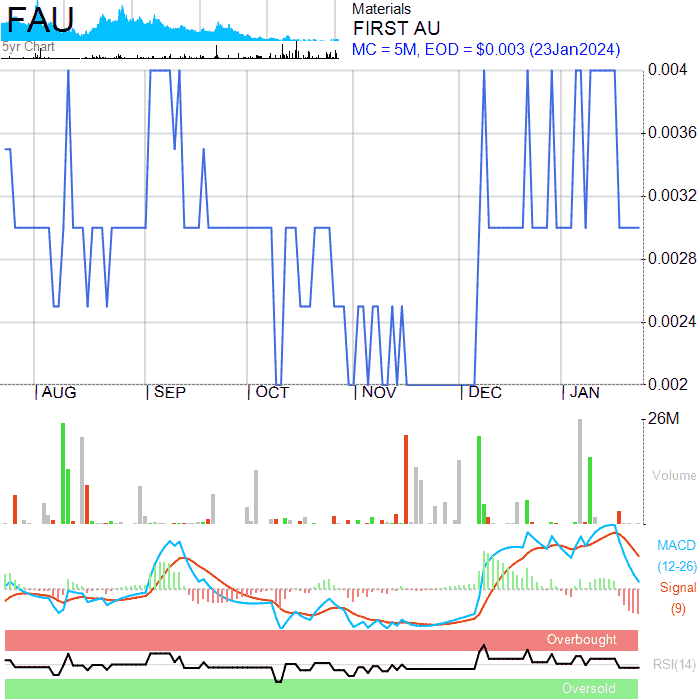 FAU
5yr Chart
Materials
FIRST AU
MC = 5M, EOD = $0.003 (23Jan2024)
0.004
0.0036
0.0032
0.0028
0.0024
0.002
AUG SEP OCT NOV DEC JAN
26M
Volume
MACD
(12-26)
Signal
(9)
Overbought
RSI(14)
Oversold